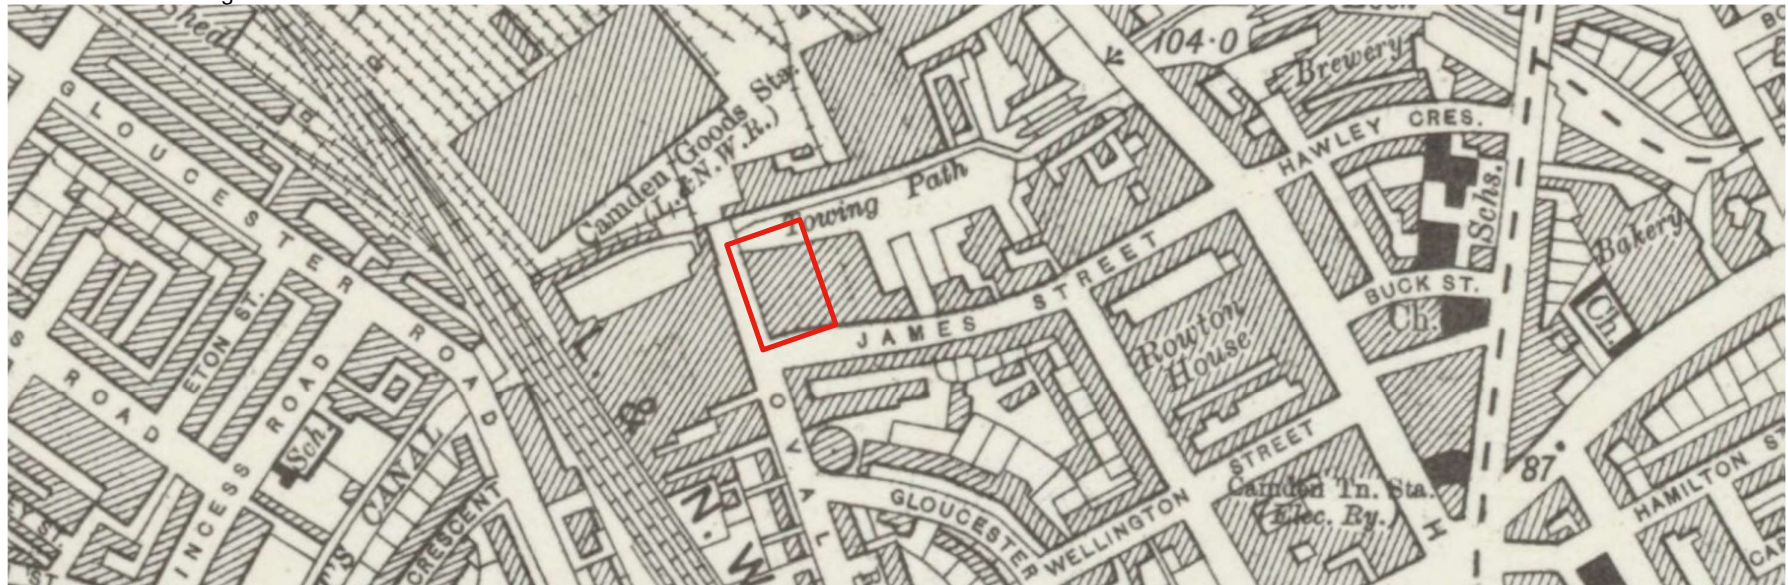 Shed
104·0
Brewery
GLOUCESTER ROAD
Camden Goods Sta.
(L.&N.W.R.)
HAWLEY CRES.
Towing Path
Schs.
Bakery
ETON ST.
JAMES STREET
BUCK ST.
Ch.
Ch.
Rowton
House
ROAD
Sch.
CANAL
OVAL
STREET
87
HAMILTON
GLOUCESTER
CRESCENT
WELLINGTON
Camden Tn. Sta.
(Elec. Ry.)
N. W